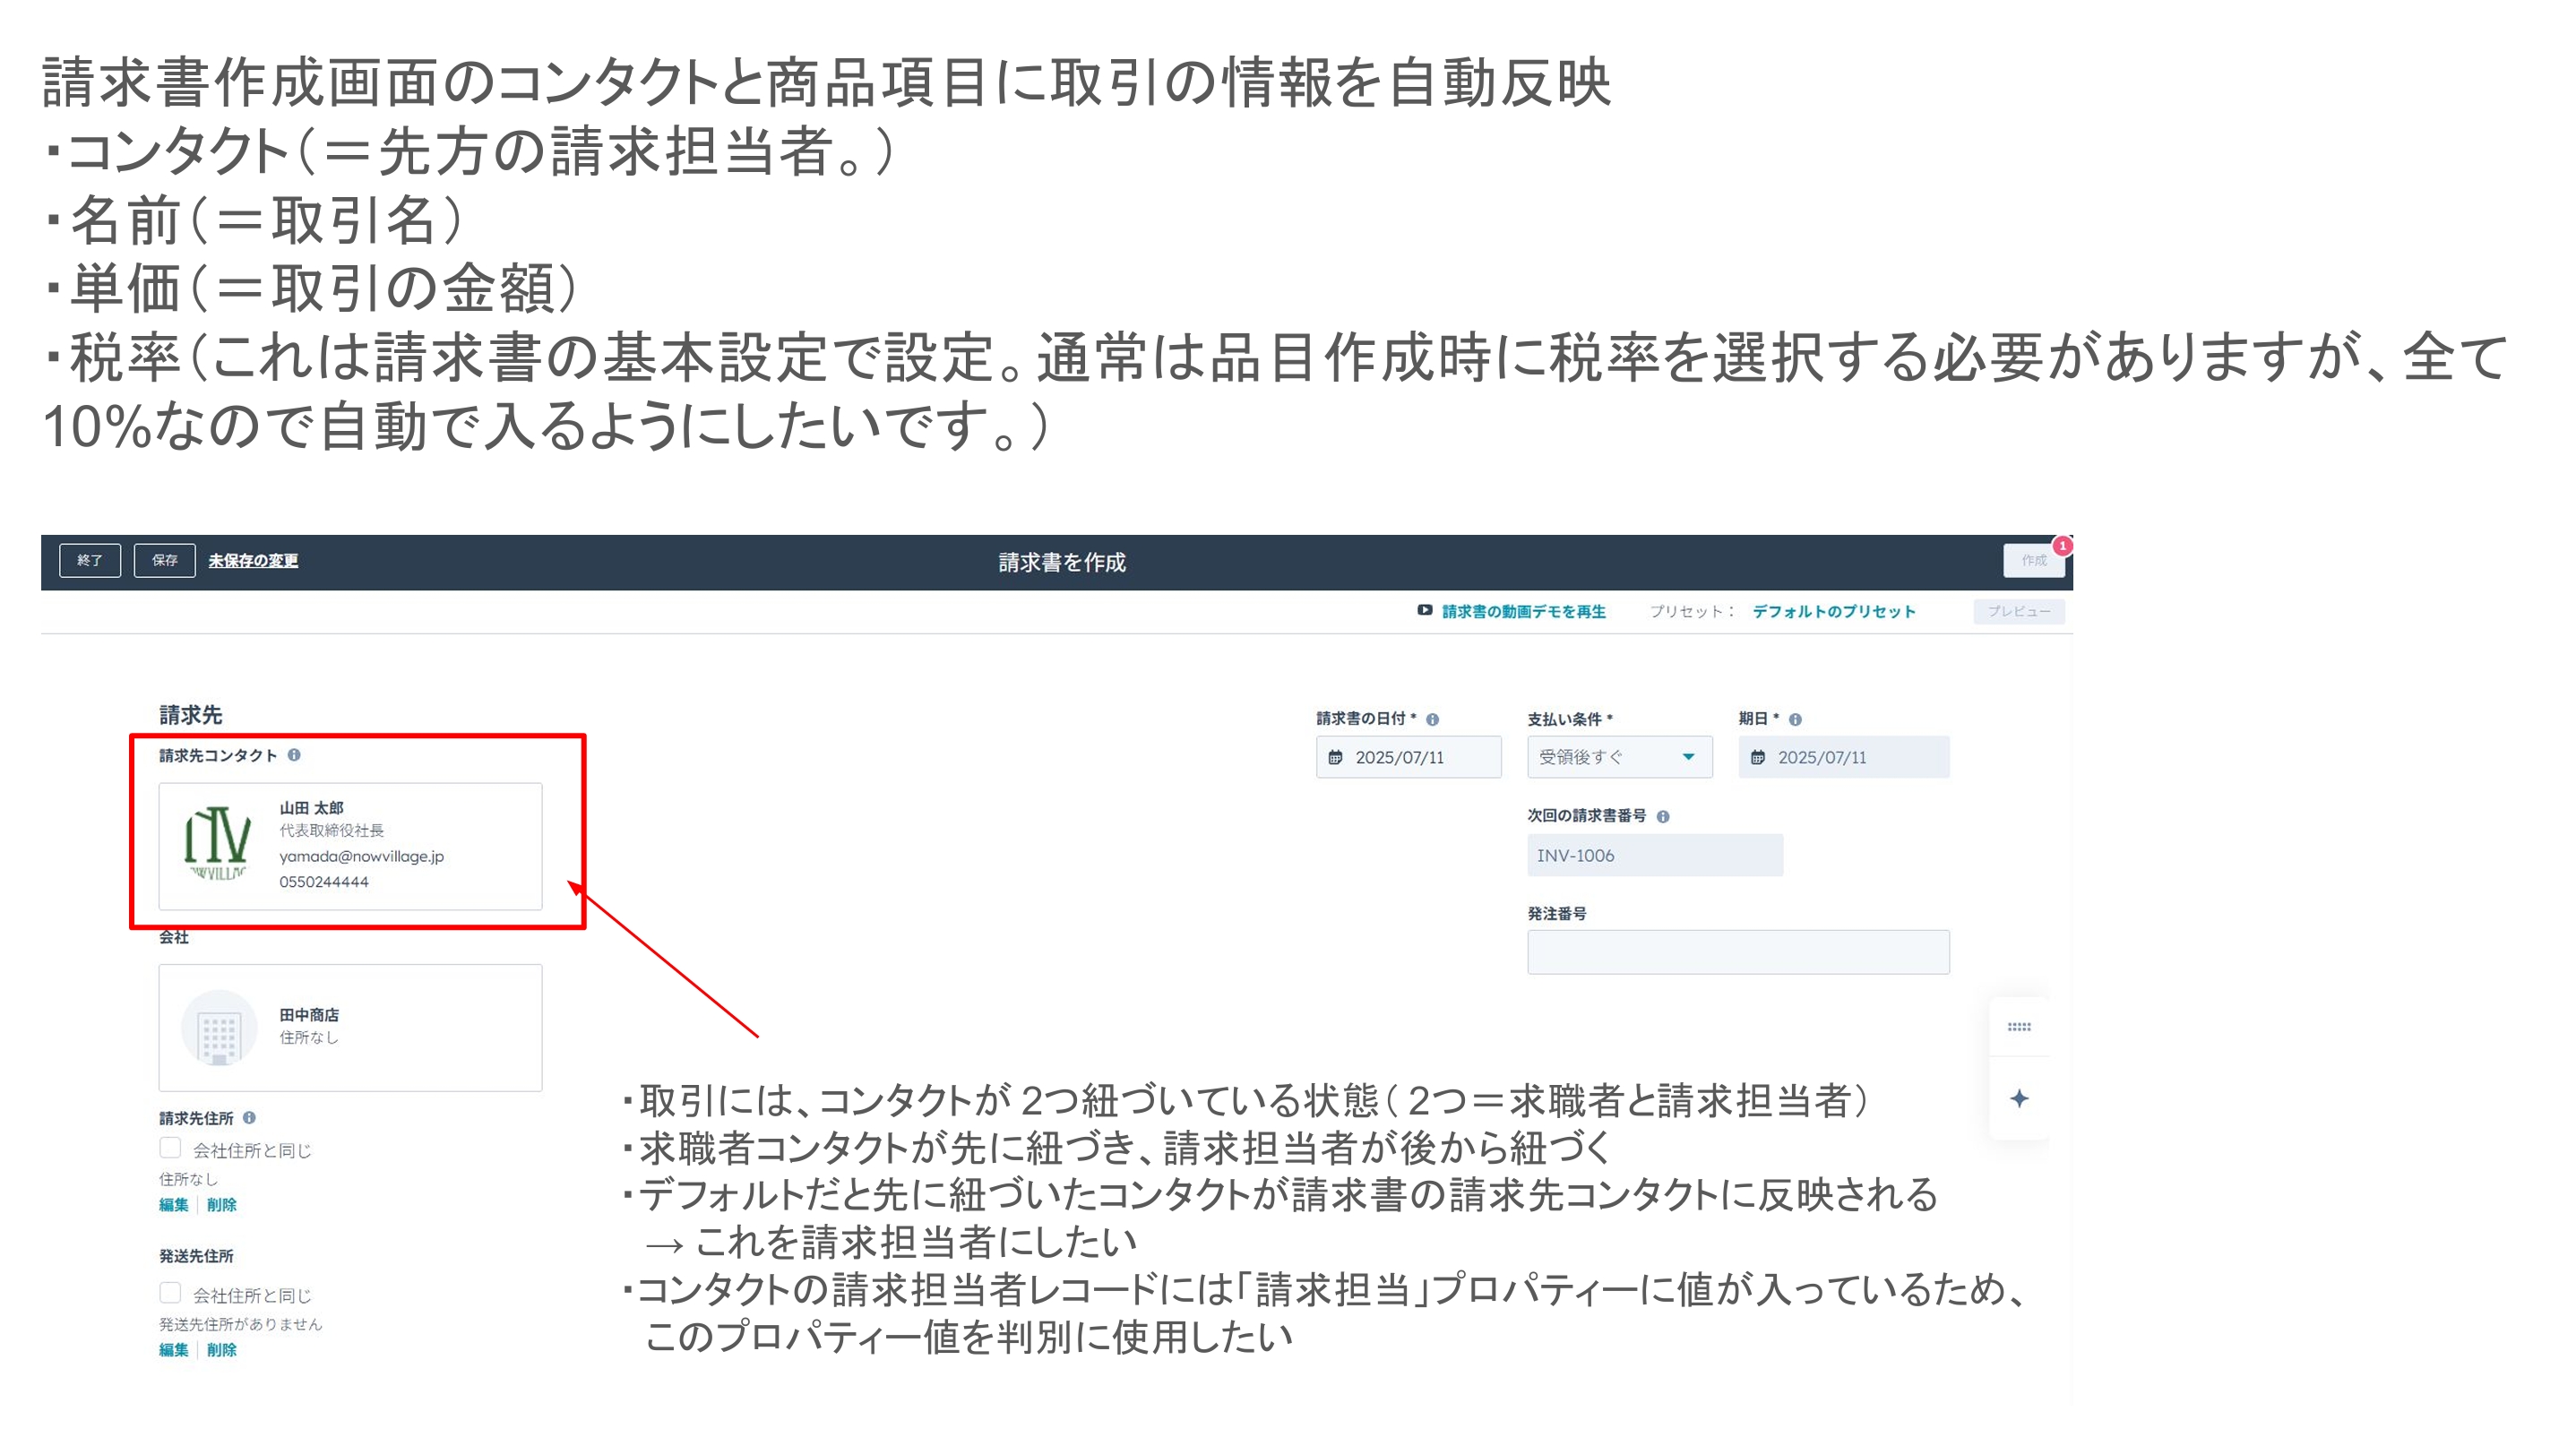 請求書作成画面のコンタクトと商品項目に取引の情報を自動反映
・コンタクト（＝先方の請求担当者。）
・名前（＝取引名）
・単価（＝取引の金額）
・税率（これは請求書の基本設定で設定。通常は品目作成時に税率を選択する必要がありますが、全て
10%なので自動で入るようにしたいです。）
終了 保存 未保存の変更 請求書を作成 作成 1
請求書の動画デモを再生 プリセット： デフォルトのプリセット プレビュー
請求先
請求先コンタクト
山田 太郎
代表取締役社長
yamada@nowvillage.jp
0550244444
会社
田中商店
住所なし
請求先住所
会社住所と同じ
住所なし
編集 削除
発送先住所
会社住所と同じ
発送先住所がありません
編集 削除
請求書の日付 * 支払い条件 * 期日 *
2025/07/11 受領後すぐ 2025/07/11
次回の請求書番号
INV-1006
発注番号
・取引には、コンタクトが 2つ紐づいている状態（ 2つ＝求職者と請求担当者）
・求職者コンタクトが先に紐づき、請求担当者が後から紐づく
・デフォルトだと先に紐づいたコンタクトが請求書の請求先コンタクトに反映される
→ これを請求担当者にしたい
・コンタクトの請求担当者レコードには「請求担当」プロパティーに値が入っているため、
このプロパティー値を判別に使用したい